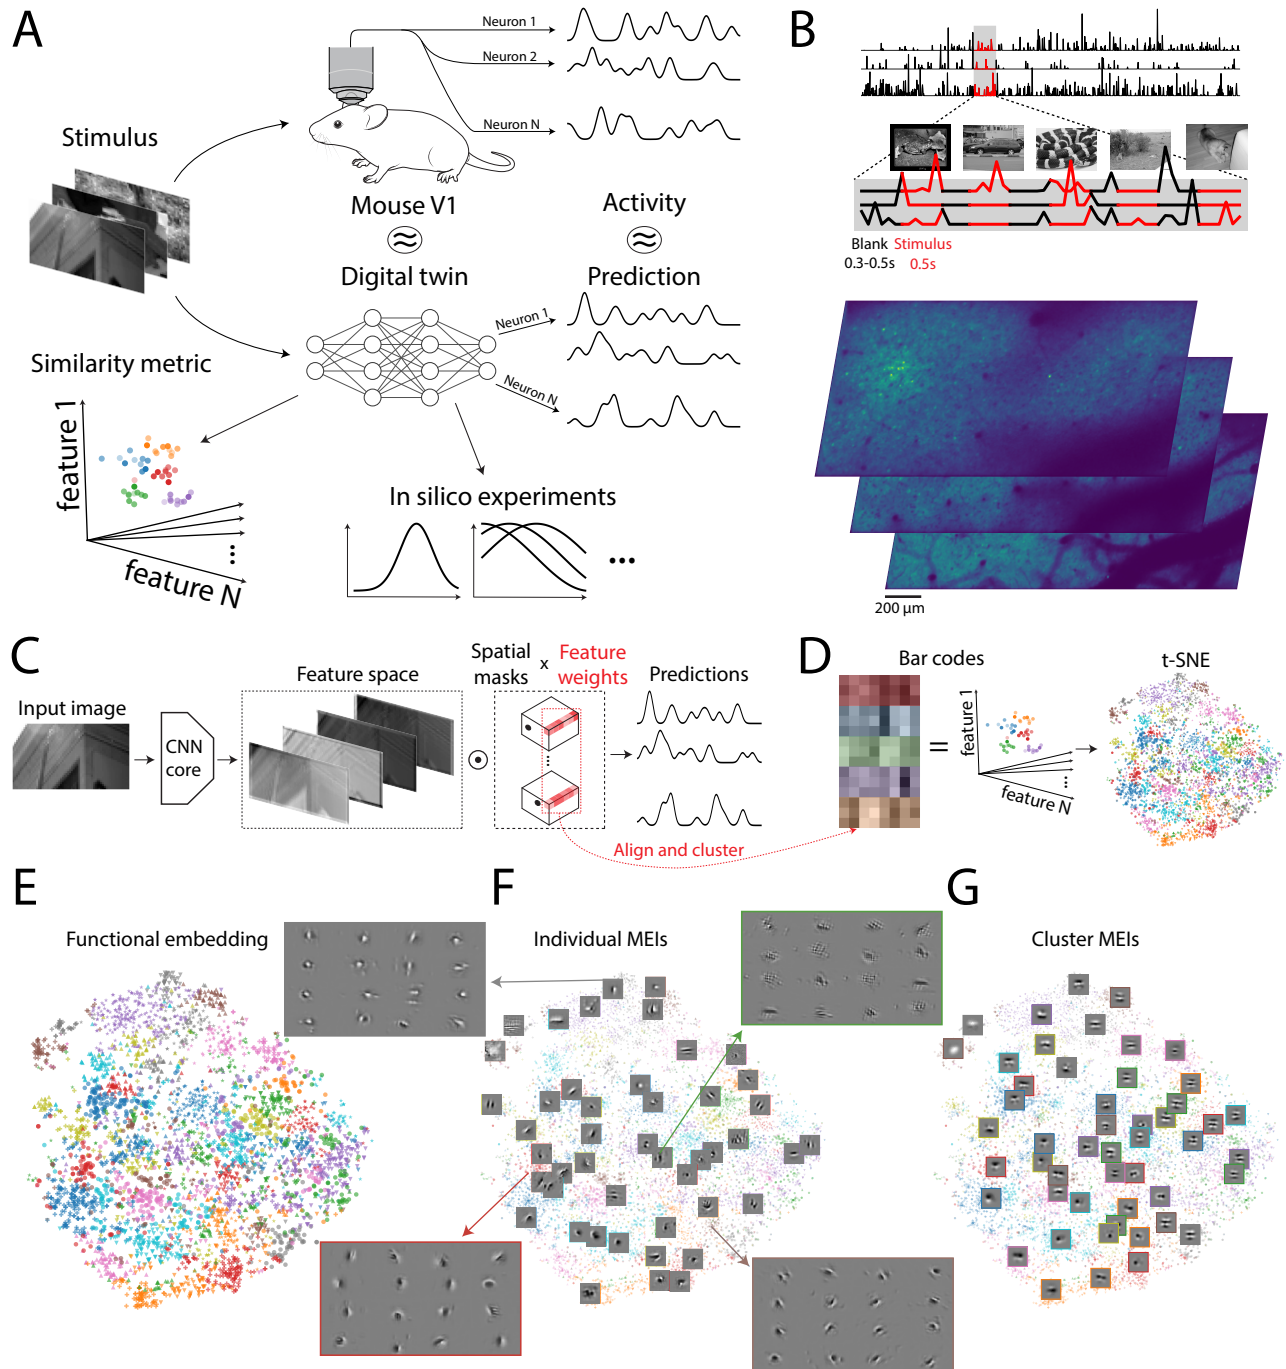 A
Neuron 1
Neuron 2
Neuron N
Stimulus
Mouse V1
≈
Digital twin
Activity
≈
Prediction
Neuron 1
Neuron N
Similarity metric
feature 1
feature N
In silico experiments
B
Blank
0.3-0.5s
Stimulus
0.5s
200 µm
C
Input image
CNN
core
Feature space
Spatial
masks
x
Feature
weights
Predictions
Align and cluster
D
Bar codes
=
feature 1
feature N
t-SNE
E
Functional embedding
F
Individual MEIs
G
Cluster MEIs